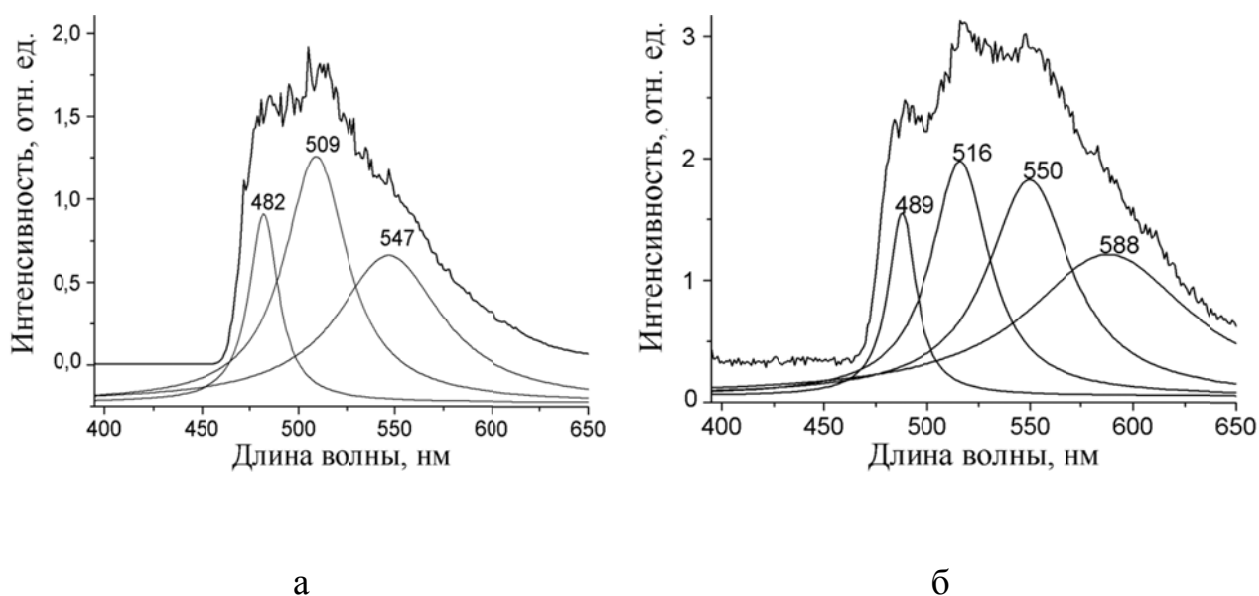 Интенсивность, отн. ед.
2,0
1,5
1,0
0,5
0,0
482
509
547
400 450 500 550 600 650
Длина волны, нм
а
Интенсивность, отн. ед.
3
2
1
0
489
516
550
588
400 450 500 550 600 650
Длина волны, нм
б